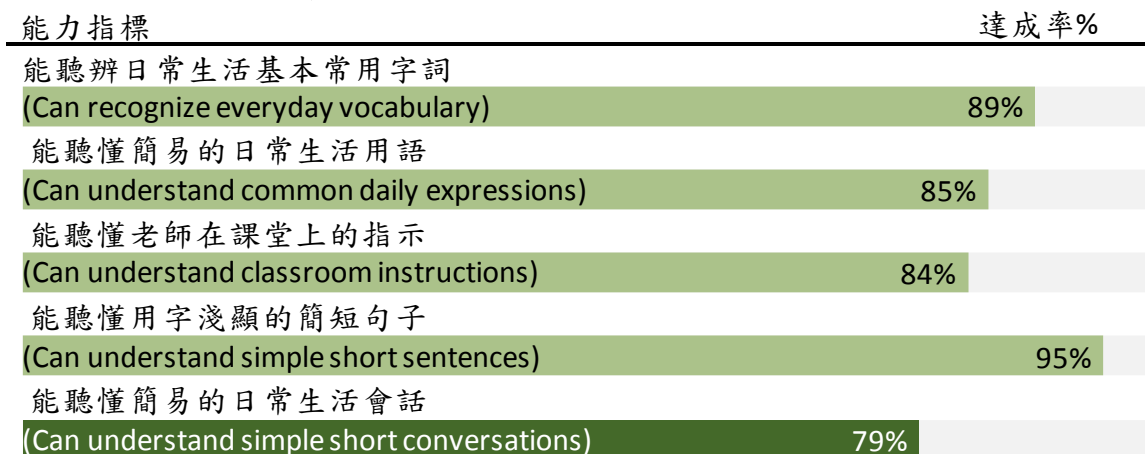 能力指標 達成率%
能聽辨日常生活基本常用字詞
(Can recognize everyday vocabulary) 89%
能聽懂簡易的日常生活用語
(Can understand common daily expressions) 85%
能聽懂老師在課堂上的指示
(Can understand classroom instructions) 84%
能聽懂用字淺顯的簡短句子
(Can understand simple short sentences) 95%
能聽懂簡易的日常生活會話
(Can understand simple short conversations) 79%